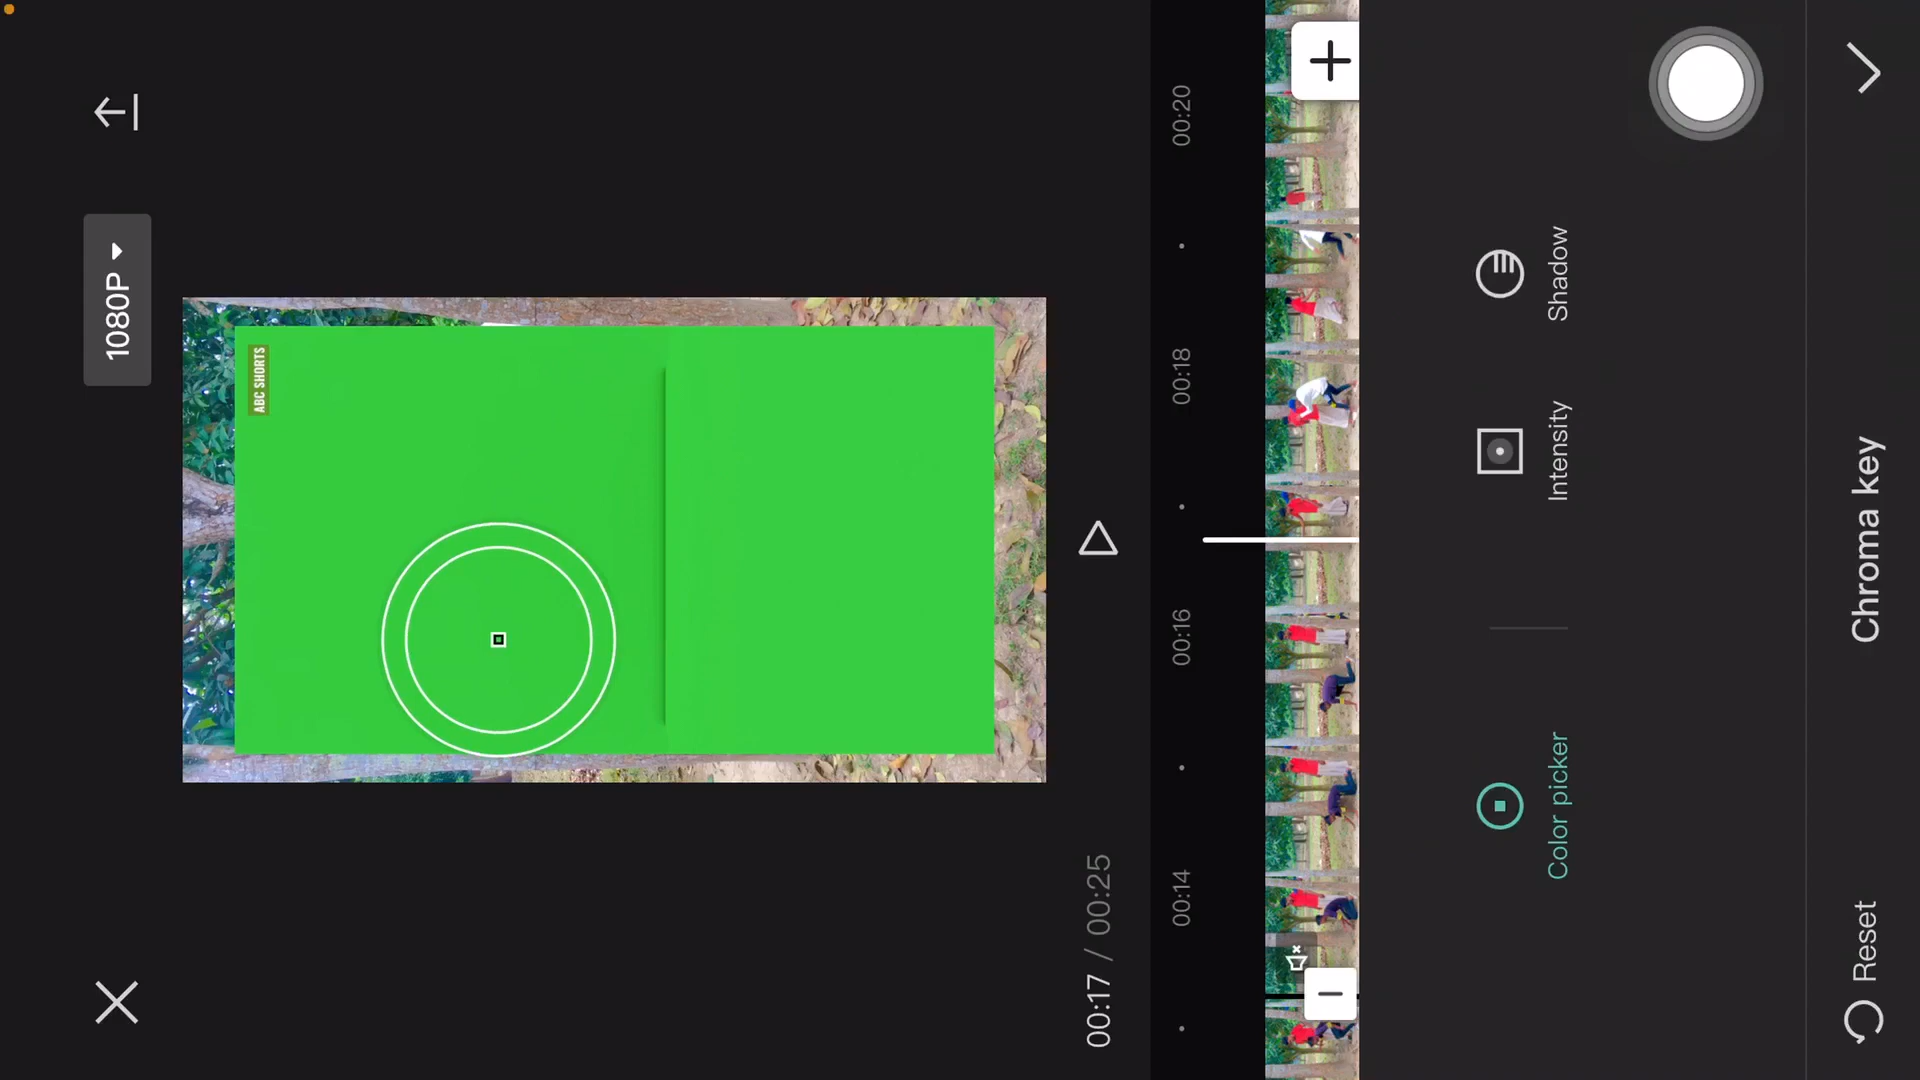 1080P
ABC SHORTS
00:17 / 00:25
00:14
00:16
00:18
00:20
Color picker
Intensity
Shadow
Reset
Chroma key